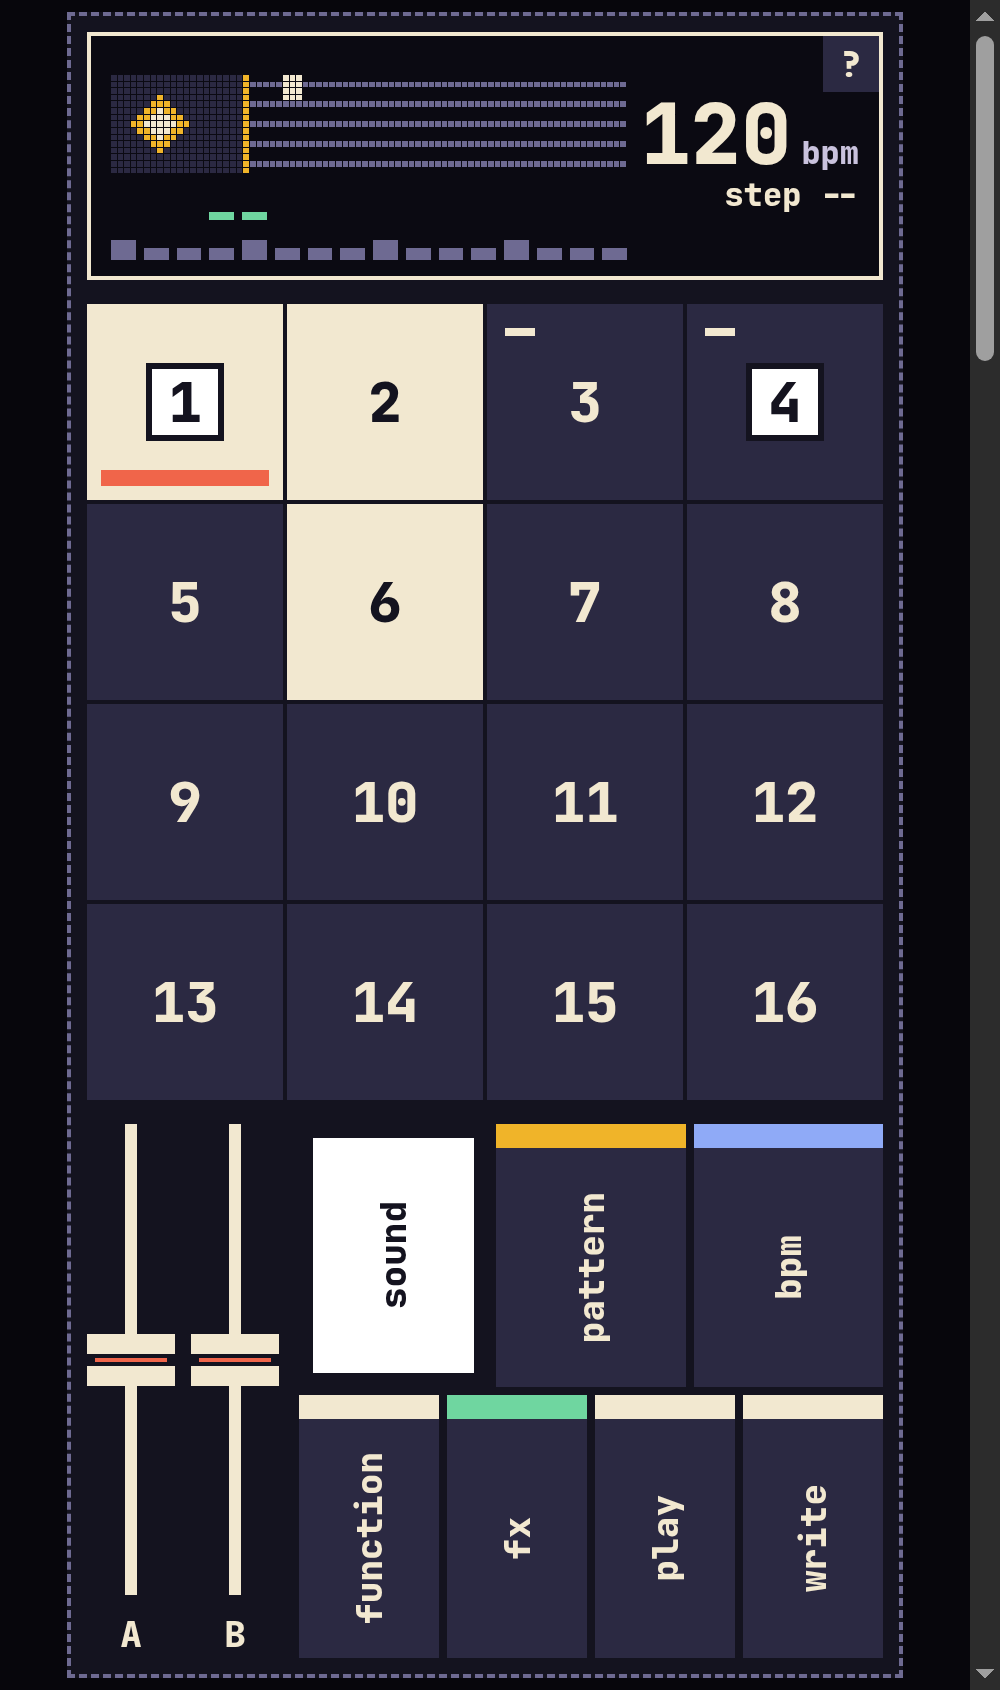 ?
120 bpm
step --
1 2 3 4
5 6 7 8
9 10 11 12
13 14 15 16
sound pattern bpm
function fx play write
A B